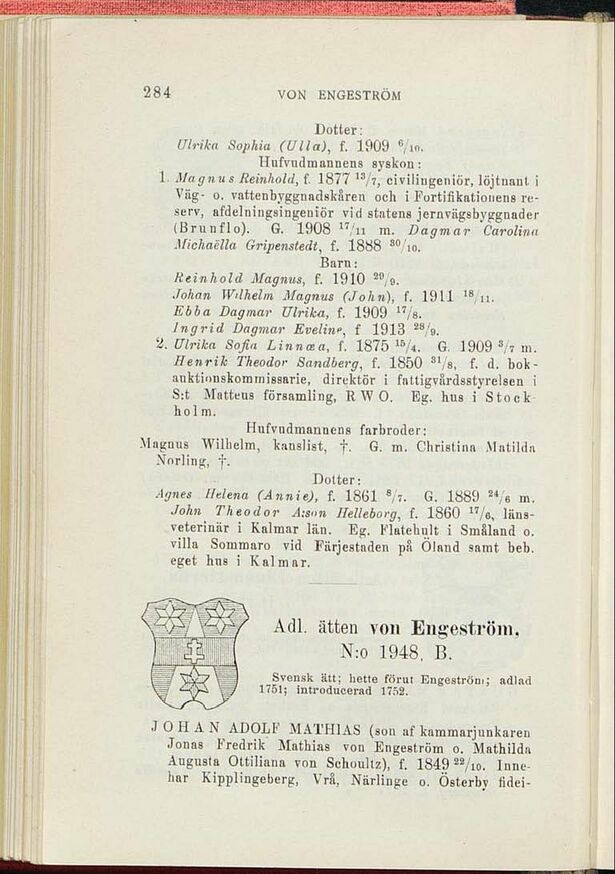 284
VON ENGESTRÖM
Dotter:
Ulrika Sophia (Ulla), f. 1909 6/10.
Hufvudmannens syskon:
1. Magnus Reinhold, f. 1877 13/7, civilingeniör, löjtnant i
Väg- o. vattenbyggnadskåren och i Fortifikationens re-
serv, afdelningsingeniör vid statens jernvägsbyggnader
(Brunflo). G. 1908 17/11 m. Dagmar Carolina
Michaëlla Gripenstedt, f. 1888 30/10.
Barn:
Reinhold Magnus, f. 1910 29/9.
Johan Wilhelm Magnus (John), f. 1911 18/11.
Ebba Dagmar Ulrika, f. 1909 17/8.
Ingrid Dagmar Evelina, f 1913 28/9.
2. Ulrika Sofia Linnæa, f. 1875 15/4. G. 1909 3/7 m.
Henrik Theodor Sandberg, f. 1850 31/8, f. d. bok-
auktionskommissarie, direktör i fattigvårdsstyrelsen i
S:t Matteus församling, R W O. Eg. hus i Stock-
holm.
Hufvudmannens farbroder:
Magnus Wilhelm, kanslist, †. G. m. Christina Matilda
Norling, †.
Dotter:
Agnes Helena (Annie), f. 1861 8/7. G. 1889 24/6 m.
John Theodor A:son Helleborg, f. 1860 17/6, läns-
veterinär i Kalmar län. Eg. Flatehult i Småland o.
villa Sommaro vid Färjestaden på Öland samt beb.
eget hus i Kalmar.
Adl. ätten von Engeström,
N:o 1948, B.
Svensk ätt; hette förut Engeström; adlad
1751; introducerad 1752.
JOHAN ADOLF MATHIAS (son af kammarjunkaren
Jonas Fredrik Mathias von Engeström o. Mathilda
Augusta Ottiliana von Schoultz), f. 1849 22/10. Inne-
har Kipplingeberg, Vrå, Närlinge o. Österby fidei-